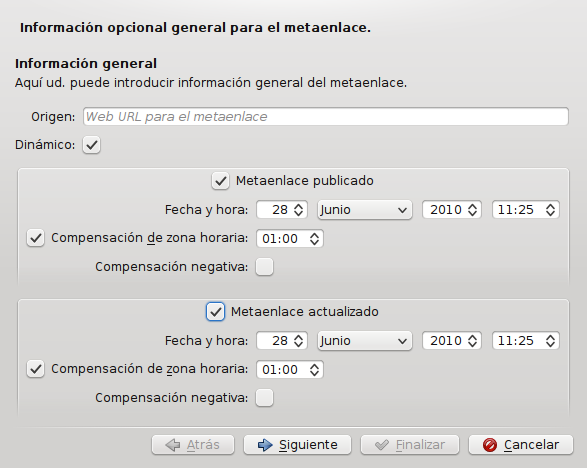 Información opcional general para el metaenlace.
Información general
Aquí ud. puede introducir información general del metaenlace.
Origen: Web URL para el metaenlace
Dinámico:
Metaenlace publicado
Fecha y hora: 28 Junio 2010 11:25
Compensación de zona horaria: 01:00
Compensación negativa:
Metaenlace actualizado
Fecha y hora: 28 Junio 2010 11:25
Compensación de zona horaria: 01:00
Compensación negativa:
Atrás Siguiente Finalizar Cancelar